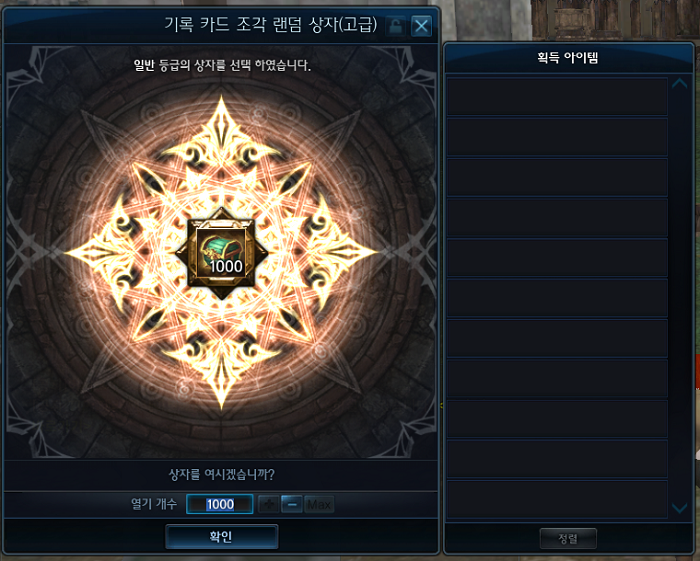 기록 카드 조각 랜덤 상자(고급)
일반 등급의 상자를 선택 하였습니다.
1000
상자를 여시겠습니까?
열기 개수 1000 + - Max
확인
획득 아이템
정렬